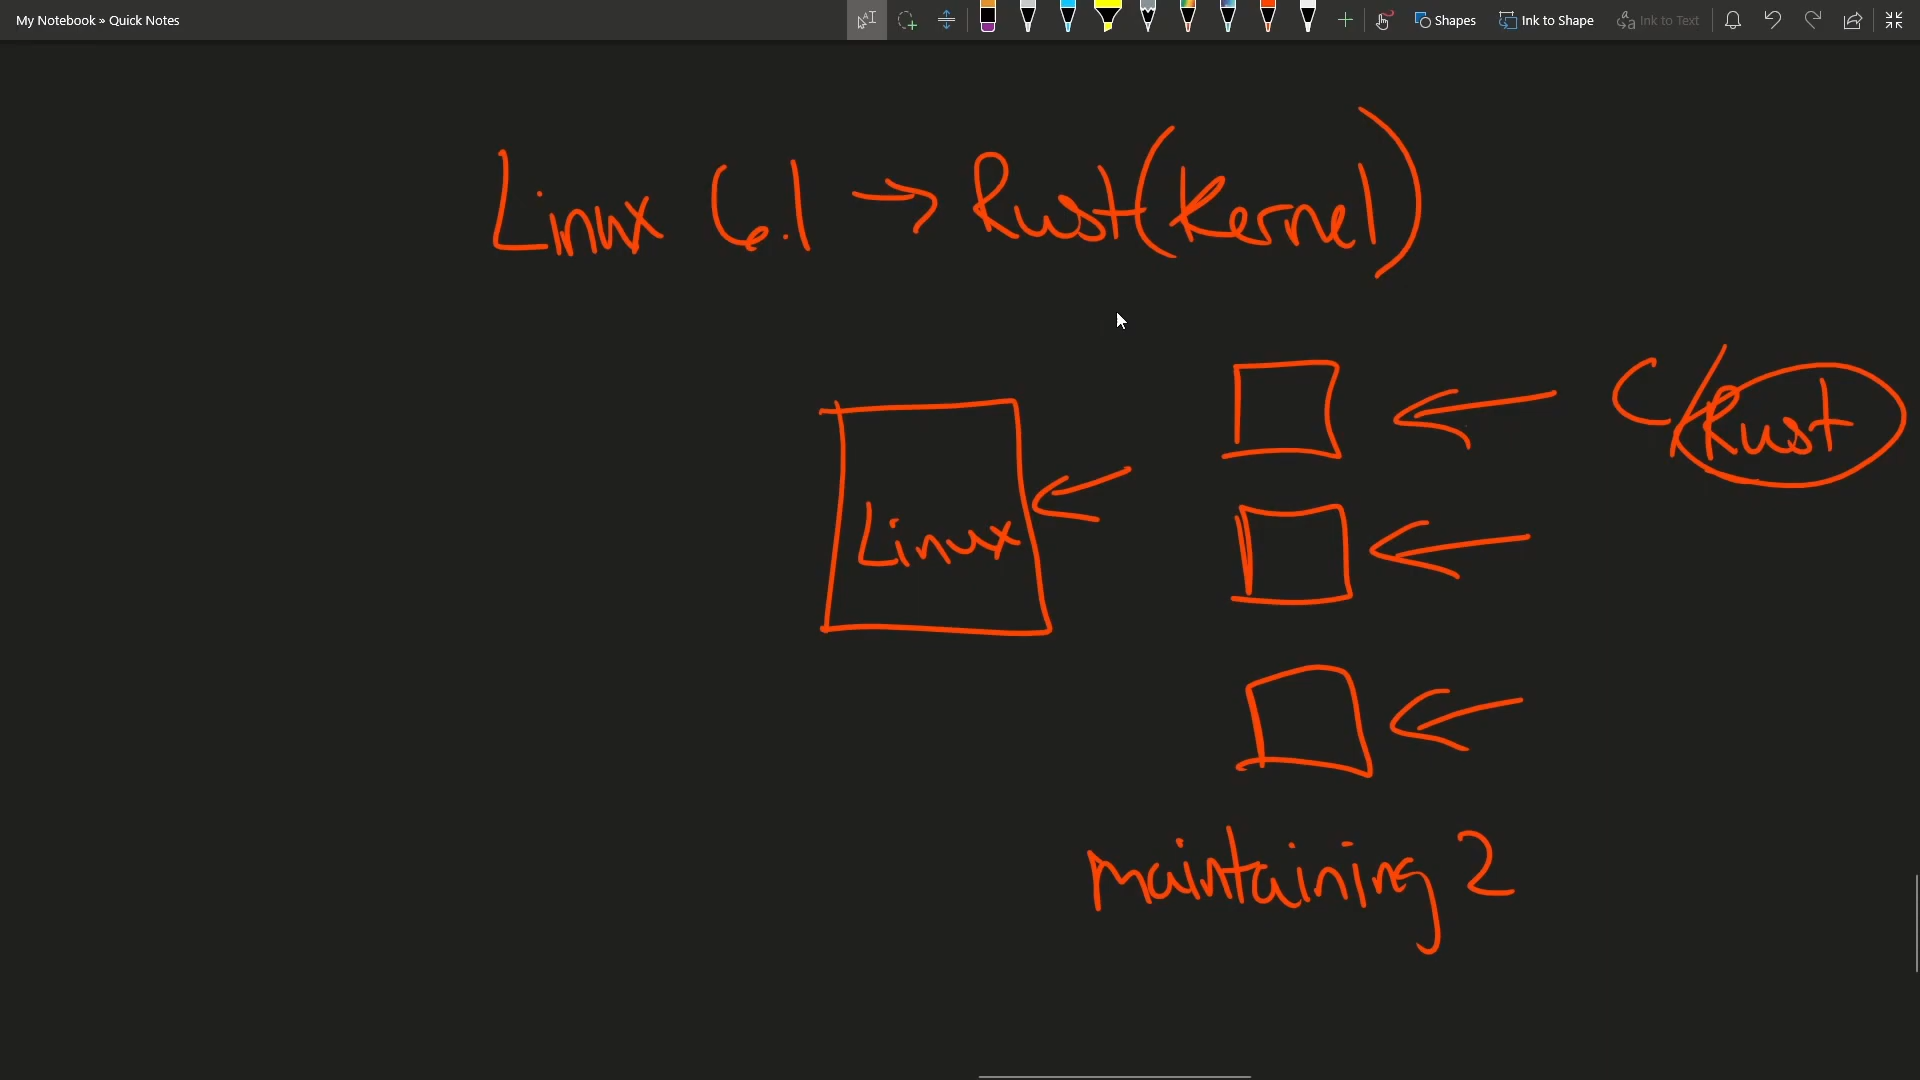 My Notebook » Quick Notes
Shapes
Ink to Shape
Ink to Text
Linux 6.1 → Rust (Kernel)
C/Rust
Linux
maintaining 2